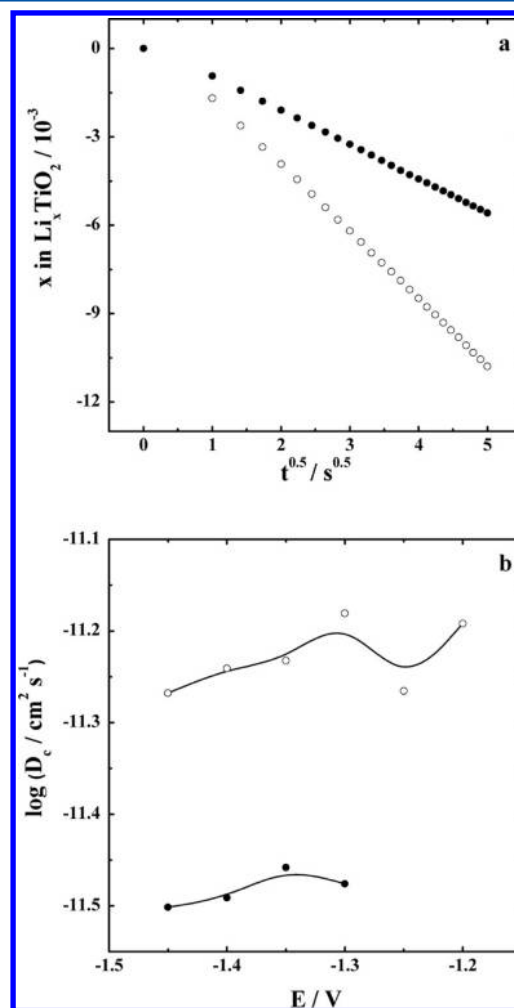 a
x in LiₓTiO₂ / 10⁻³
0
-3
-6
-9
-12
0 1 2 3 4 5
t⁰·⁵ / s⁰·⁵
b
log (D_c / cm² s⁻¹)
-11.1
-11.2
-11.3
-11.4
-11.5
-1.5 -1.4 -1.3 -1.2
E / V